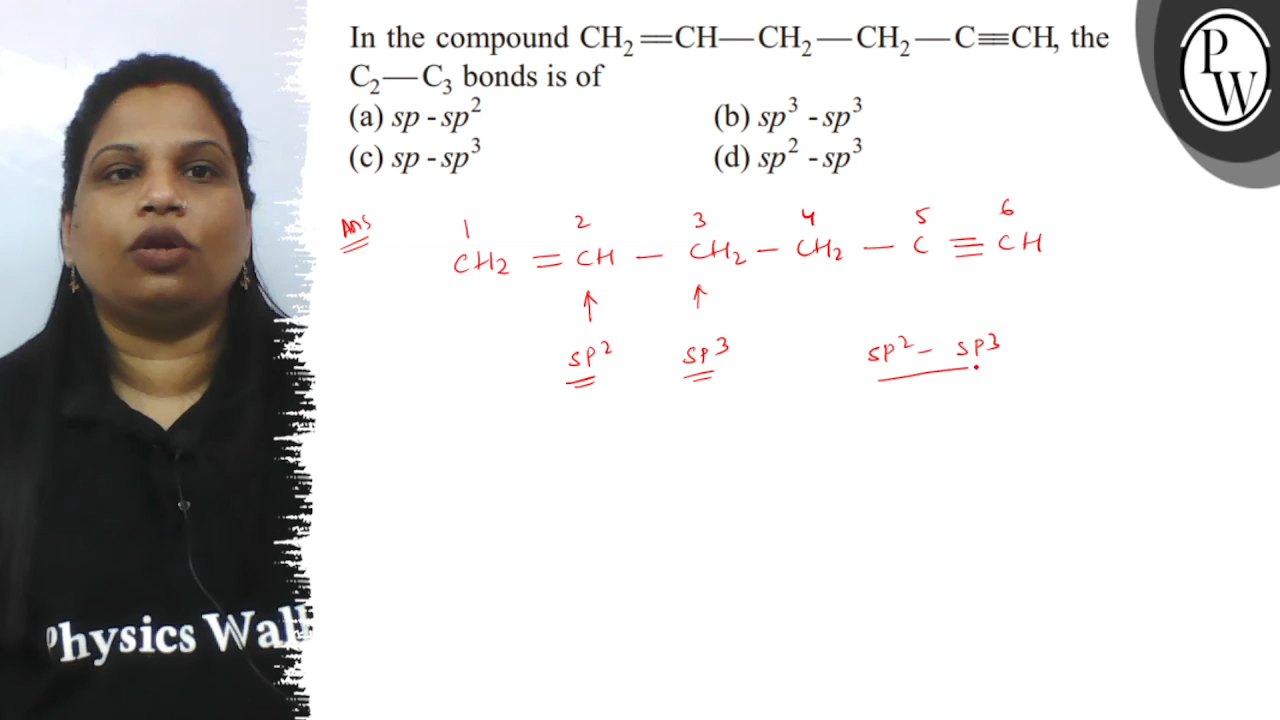 In the compound CH₂═CH—CH₂—CH₂—C≡CH, the
C₂—C₃ bonds is of
(a) sp - sp² (b) sp³ - sp³
(c) sp - sp³ (d) sp² - sp³
P
W
Ans
1 2 3 4 5 6
CH₂ = CH — CH₂ — CH₂ — C ≡ CH
sp² sp³ sp² — sp³
Physics Wall